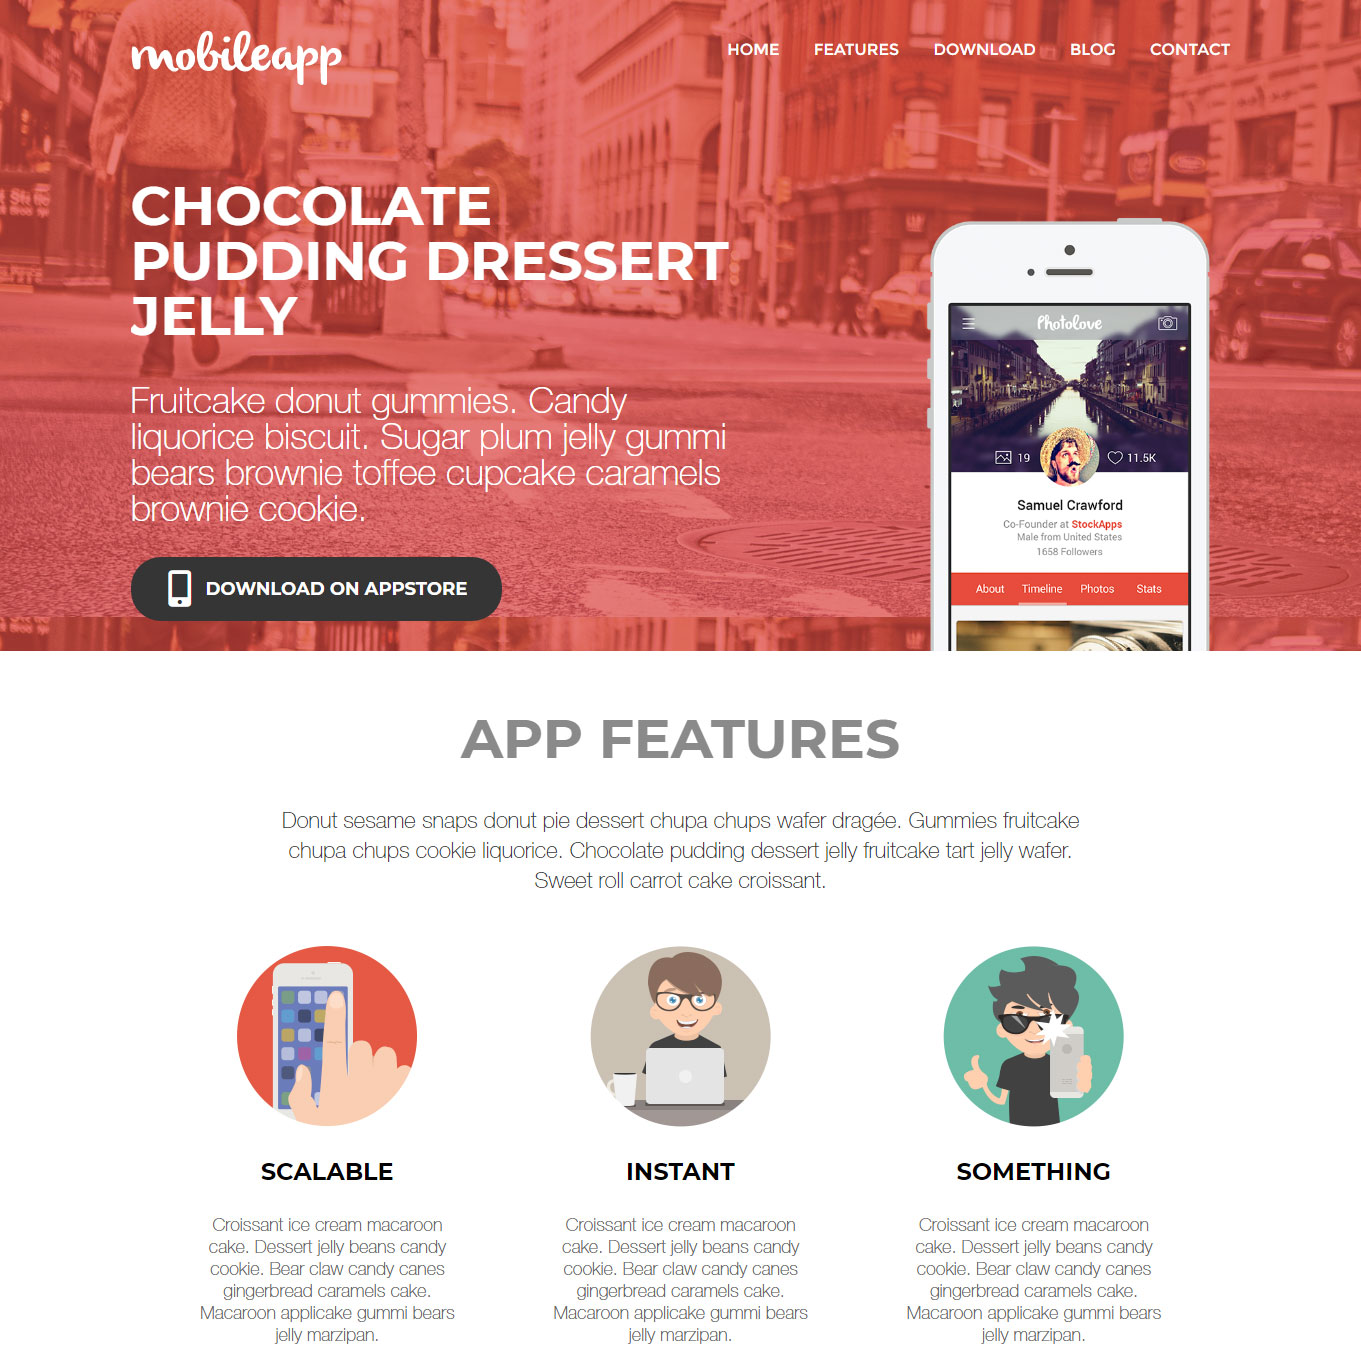 mobileapp
HOME FEATURES DOWNLOAD BLOG CONTACT
CHOCOLATE
PUDDING DRESSERT
JELLY
Fruitcake donut gummies. Candy
liquorice biscuit. Sugar plum jelly gummi
bears brownie toffee cupcake caramels
brownie cookie.
DOWNLOAD ON APPSTORE
Photolove
19
11.5K
Samuel Crawford
Co-Founder at StockApps
Male from United States
1658 Followers
About Timeline Photos Stats
APP FEATURES
Donut sesame snaps donut pie dessert chupa chups wafer dragée. Gummies fruitcake
chupa chups cookie liquorice. Chocolate pudding dessert jelly fruitcake tart jelly wafer.
Sweet roll carrot cake croissant.
SCALABLE
Croissant ice cream macaroon
cake. Dessert jelly beans candy
cookie. Bear claw candy canes
gingerbread caramels cake.
Macaroon applicake gummi bears
jelly marzipan.
INSTANT
Croissant ice cream macaroon
cake. Dessert jelly beans candy
cookie. Bear claw candy canes
gingerbread caramels cake.
Macaroon applicake gummi bears
jelly marzipan.
SOMETHING
Croissant ice cream macaroon
cake. Dessert jelly beans candy
cookie. Bear claw candy canes
gingerbread caramels cake.
Macaroon applicake gummi bears
jelly marzipan.